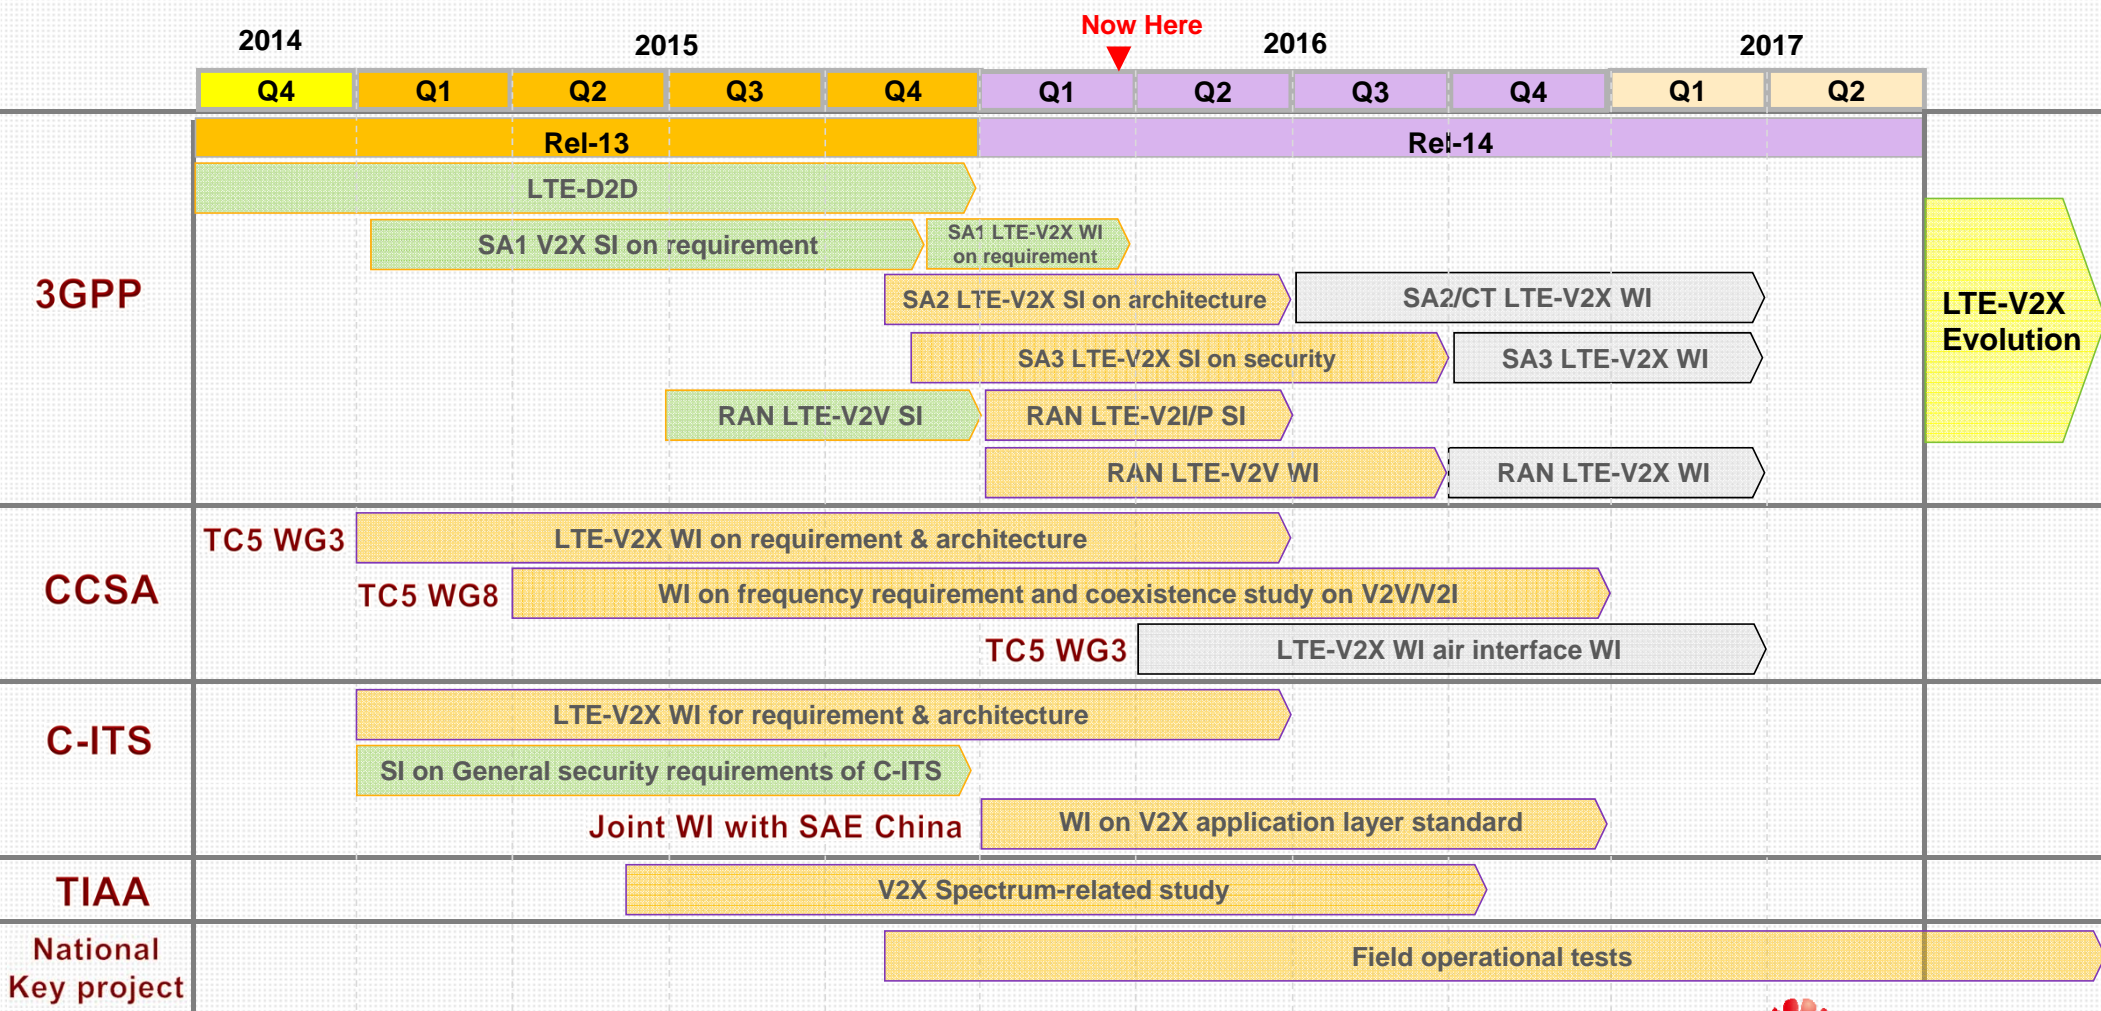 Now Here
2014
2015
2016
2017
Q4
Q1
Q2
Q3
Q4
Q1
Q2
Q3
Q4
Q1
Q2
Rel-13
Rel-14
LTE-D2D
SA1 V2X SI on requirement
SA1 LTE-V2X WI
on requirement
3GPP
SA2 LTE-V2X SI on architecture
SA2/CT LTE-V2X WI
LTE-V2X
Evolution
SA3 LTE-V2X SI on security
SA3 LTE-V2X WI
RAN LTE-V2V SI
RAN LTE-V2I/P SI
RAN LTE-V2V WI
RAN LTE-V2X WI
CCSA
TC5 WG3
LTE-V2X WI on requirement & architecture
TC5 WG8
WI on frequency requirement and coexistence study on V2V/V2I
TC5 WG3
LTE-V2X WI air interface WI
C-ITS
LTE-V2X WI for requirement & architecture
SI on General security requirements of C-ITS
Joint WI with SAE China
WI on V2X application layer standard
TIAA
V2X Spectrum-related study
National
Key project
Field operational tests